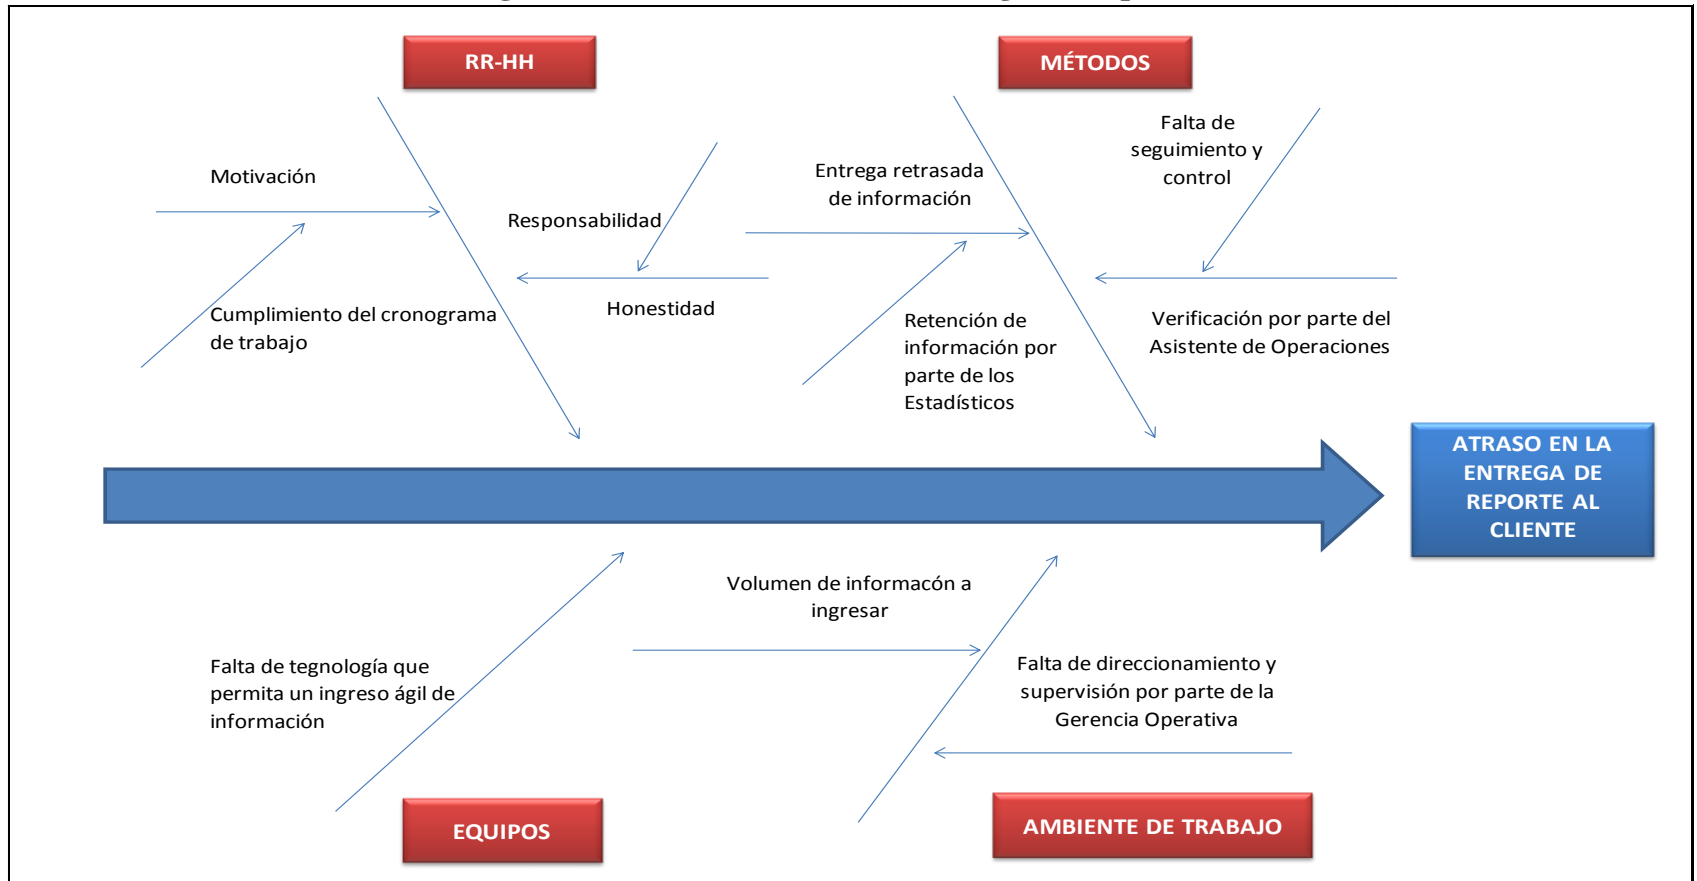 RR-HH
MÉTODOS
Motivación
Cumplimiento del cronograma
de trabajo
Responsabilidad
Honestidad
Entrega retrasada
de información
Retención de
información por
parte de los
Estadísticos
Falta de
seguimiento y
control
Verificación por parte del
Asistente de Operaciones
ATRASO EN LA
ENTREGA DE
REPORTE AL
CLIENTE
Falta de tegnología que
permita un ingreso ágil de
información
Volumen de informacón a
ingresar
Falta de direccionamiento y
supervisión por parte de la
Gerencia Operativa
EQUIPOS
AMBIENTE DE TRABAJO